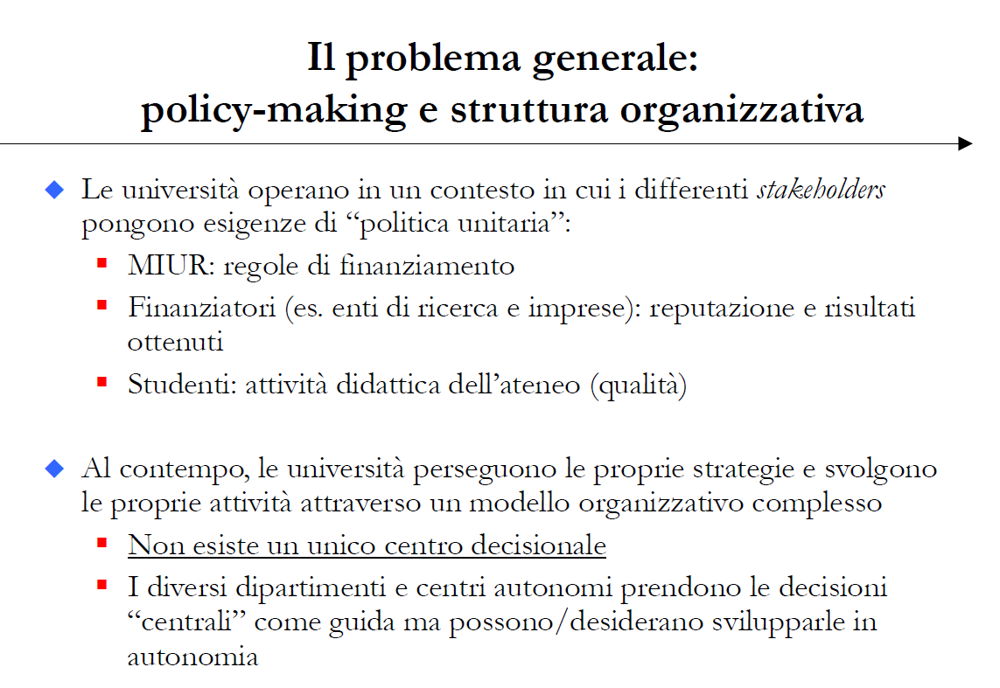 Il problema generale:
policy-making e struttura organizzativa
Le università operano in un contesto in cui i differenti stakeholders
pongono esigenze di “politica unitaria”:
MIUR: regole di finanziamento
Finanziatori (es. enti di ricerca e imprese): reputazione e risultati
ottenuti
Studenti: attività didattica dell’ateneo (qualità)
Al contempo, le università perseguono le proprie strategie e svolgono
le proprie attività attraverso un modello organizzativo complesso
Non esiste un unico centro decisionale
I diversi dipartimenti e centri autonomi prendono le decisioni
“centrali” come guida ma possono/desiderano svilupparle in
autonomia